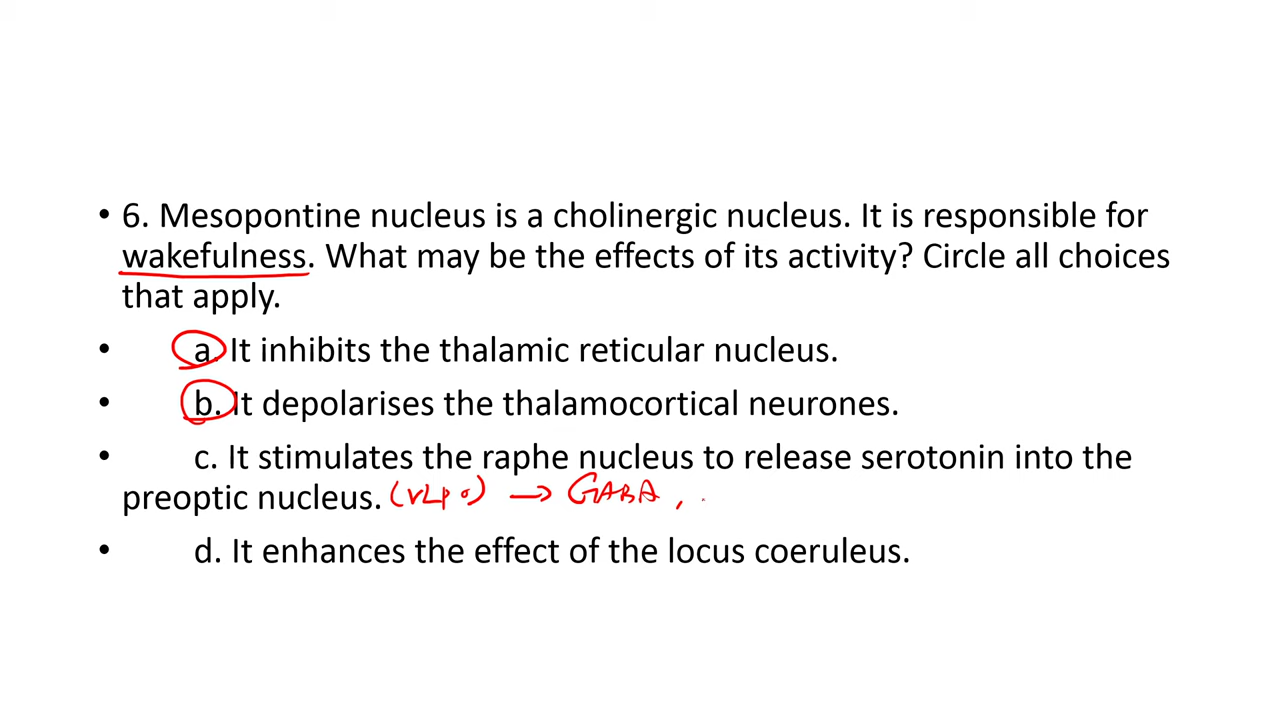 • 6. Mesopontine nucleus is a cholinergic nucleus. It is responsible for
wakefulness. What may be the effects of its activity? Circle all choices
that apply.
• a. It inhibits the thalamic reticular nucleus.
• b. It depolarises the thalamocortical neurones.
• c. It stimulates the raphe nucleus to release serotonin into the
preoptic nucleus. (VLPO) → GABA ,
• d. It enhances the effect of the locus coeruleus.